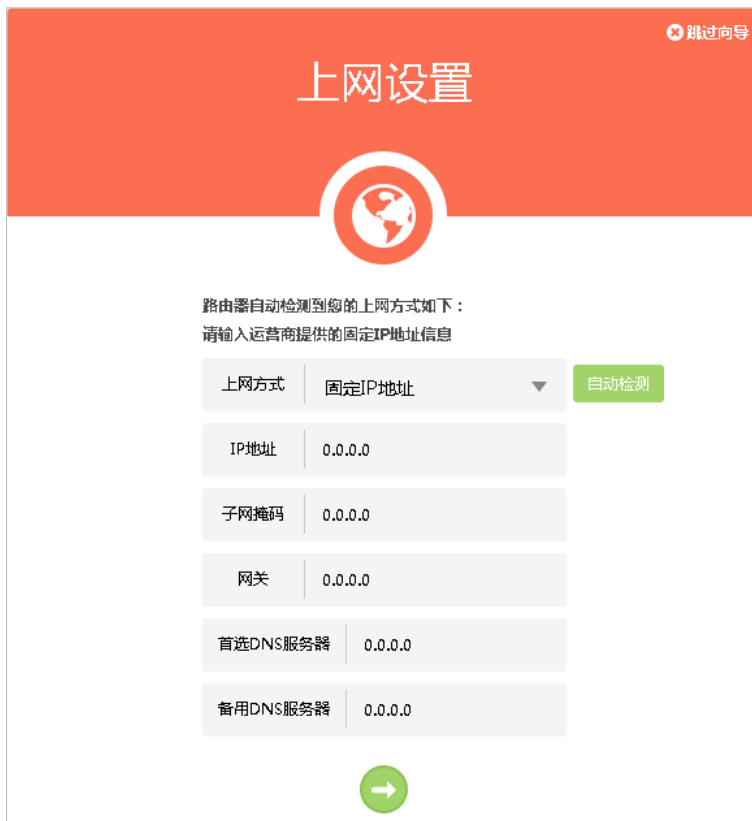 跳过向导
上网设置
路由器自动检测到您的上网方式如下：
请输入运营商提供的固定IP地址信息
上网方式 固定IP地址 自动检测
IP地址 0.0.0.0
子网掩码 0.0.0.0
网关 0.0.0.0
首选DNS服务器 0.0.0.0
备用DNS服务器 0.0.0.0